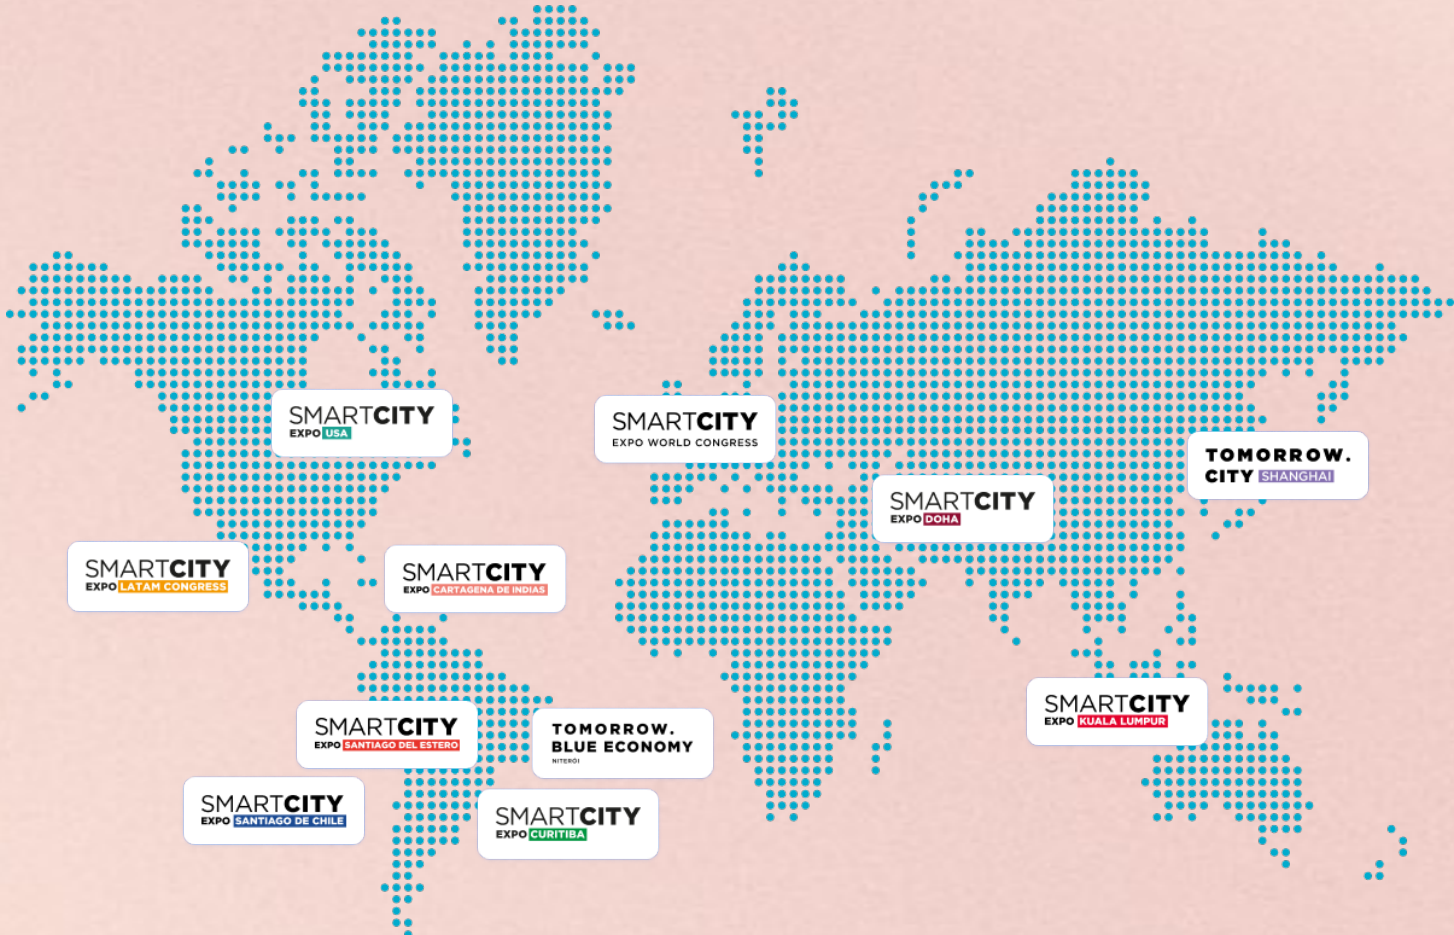 SMARTCITY
EXPO USA
SMARTCITY
EXPO WORLD CONGRESS
TOMORROW.
CITY SHANGHAI
SMARTCITY
EXPO DOHA
SMARTCITY
EXPO LATAM CONGRESS
SMARTCITY
EXPO CARTAGENA DE INDIAS
SMARTCITY
EXPO KUALA LUMPUR
SMARTCITY
EXPO SANTIAGO DEL ESTERO
TOMORROW.
BLUE ECONOMY
NITERÓI
SMARTCITY
EXPO SANTIAGO DE CHILE
SMARTCITY
EXPO CURITIBA